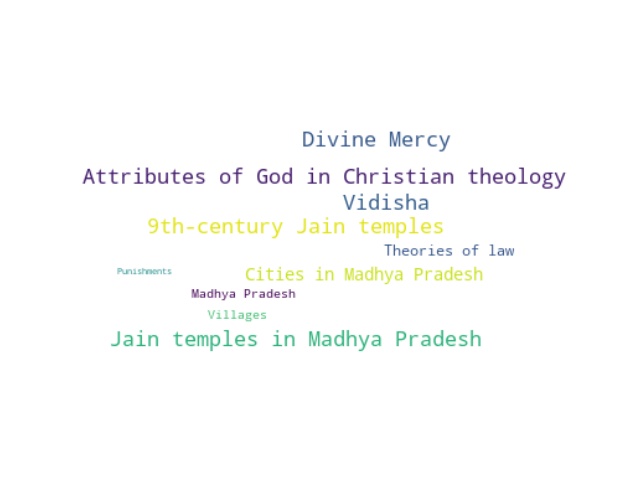 Divine Mercy
Attributes of God in Christian theology
Vidisha
9th-century Jain temples
Theories of law
Punishments
Cities in Madhya Pradesh
Madhya Pradesh
Villages
Jain temples in Madhya Pradesh